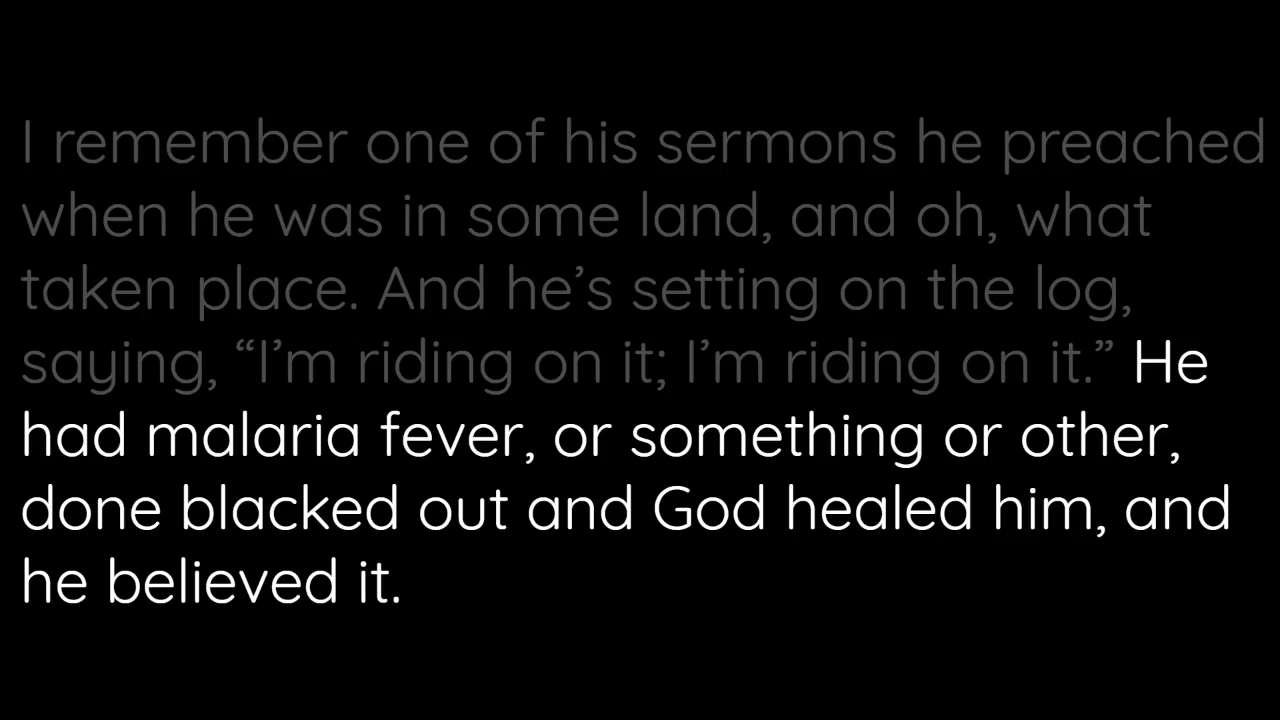 I remember one of his sermons he preached
when he was in some land, and oh, what
taken place. And he’s setting on the log,
saying, “I’m riding on it; I’m riding on it.” He
had malaria fever, or something or other,
done blacked out and God healed him, and
he believed it.